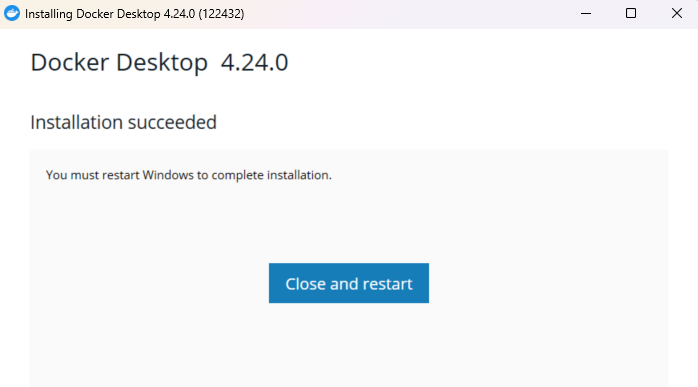 Installing Docker Desktop 4.24.0 (122432)
Docker Desktop 4.24.0
Installation succeeded
You must restart Windows to complete installation.
Close and restart